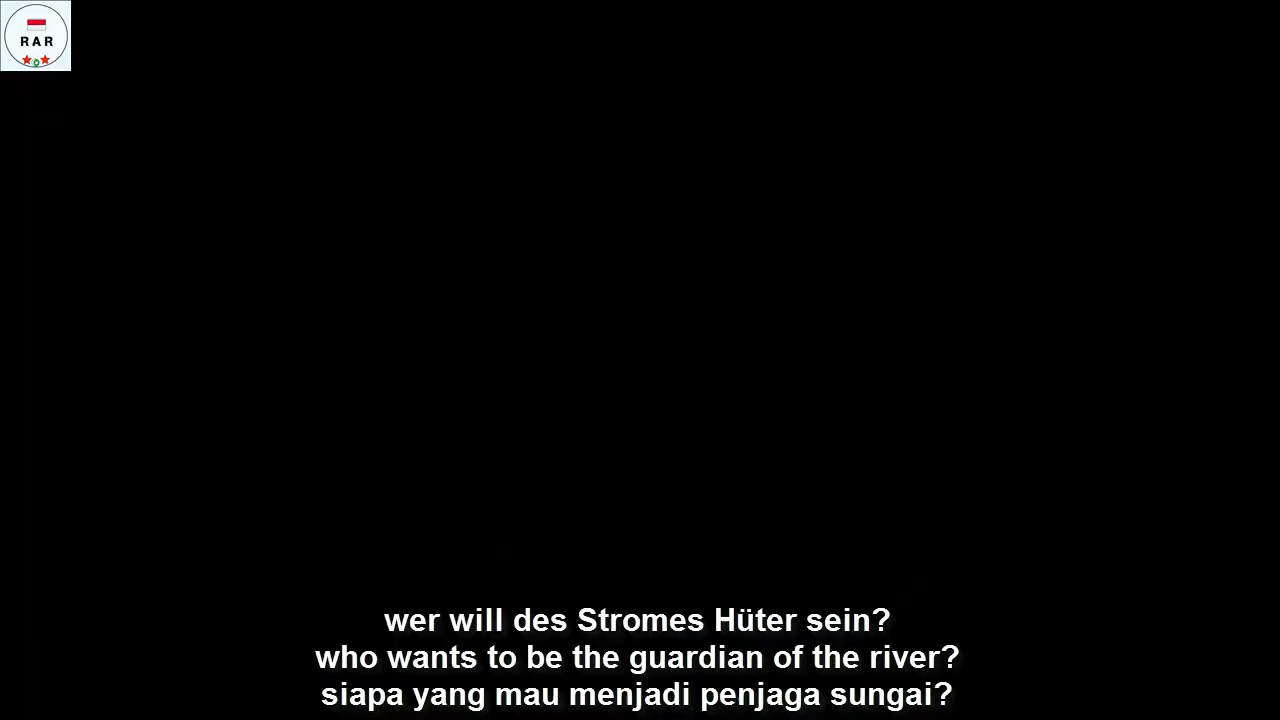 RAR
wer will des Stromes Hüter sein?
who wants to be the guardian of the river?
siapa yang mau menjadi penjaga sungai?